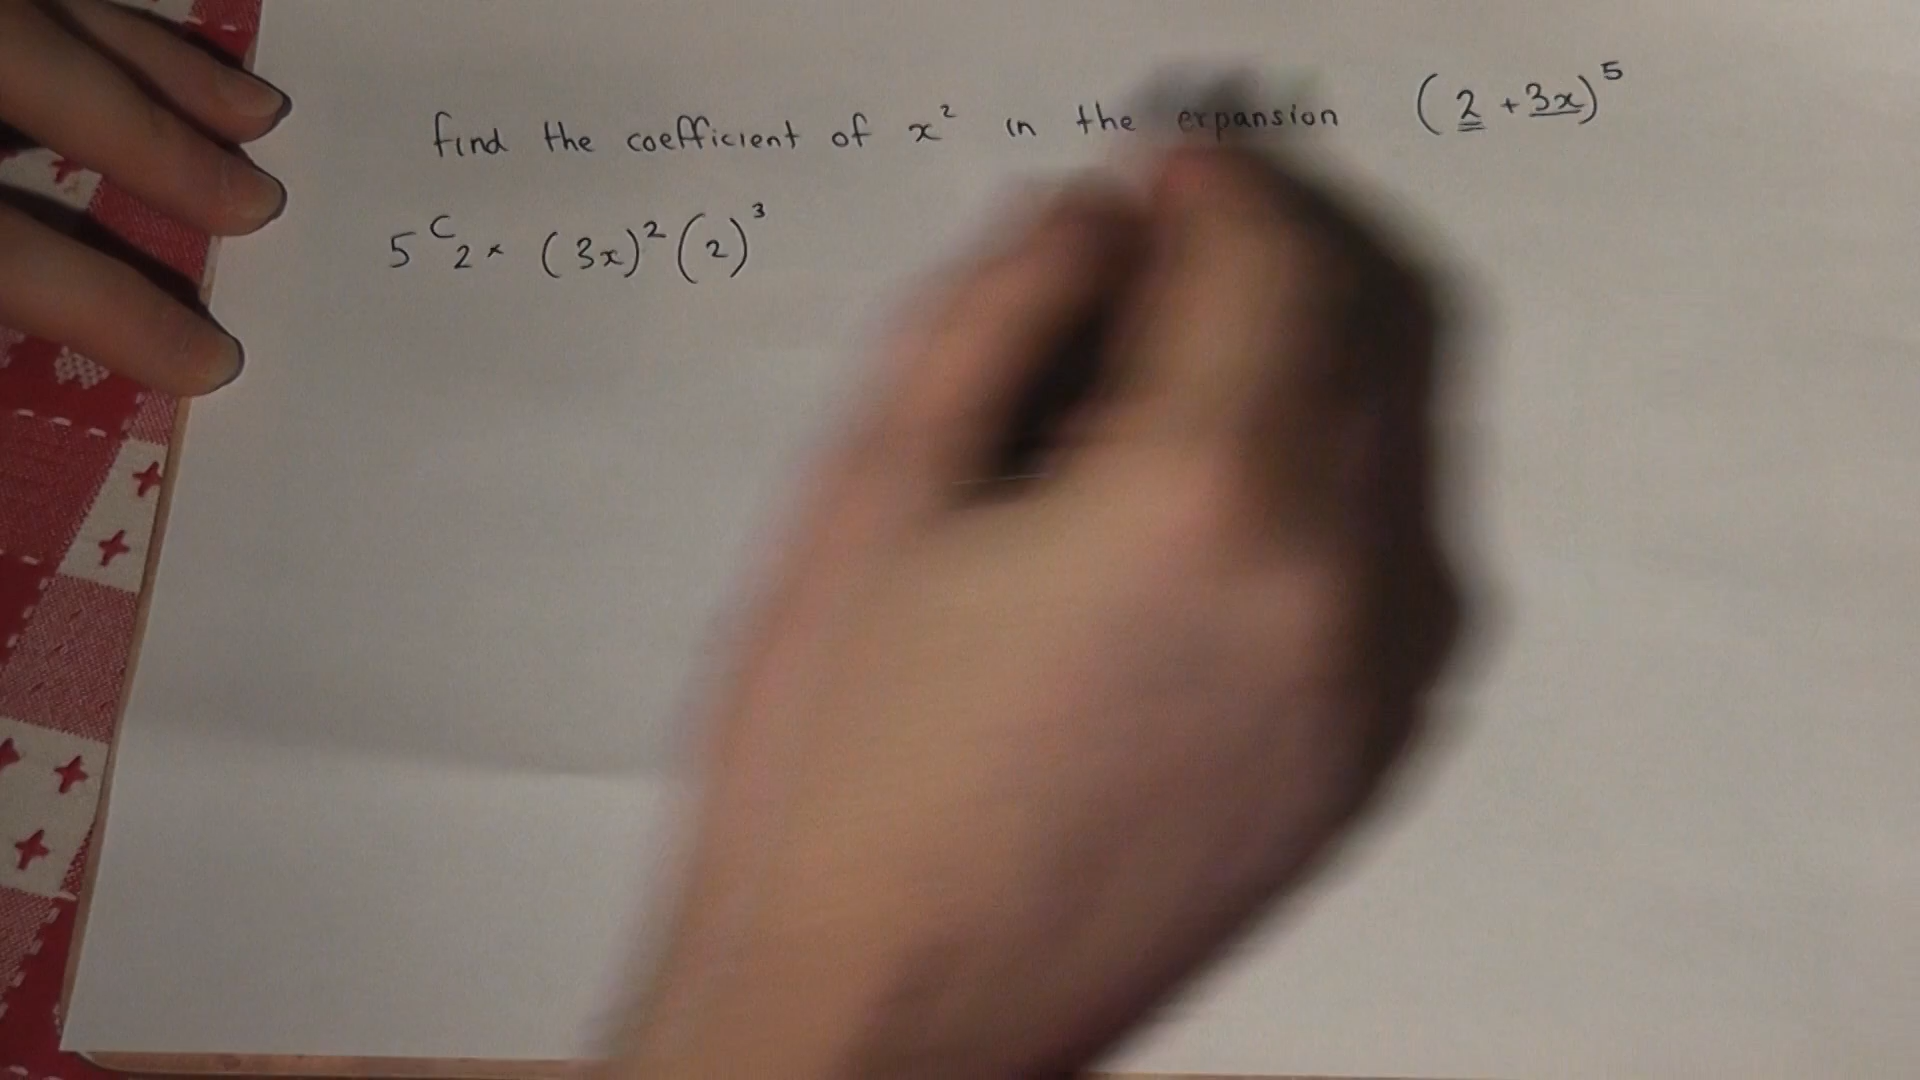 find the coefficient of x² in the expansion (2 + 3x)⁵
5ᶜ₂ × (3x)²(2)³